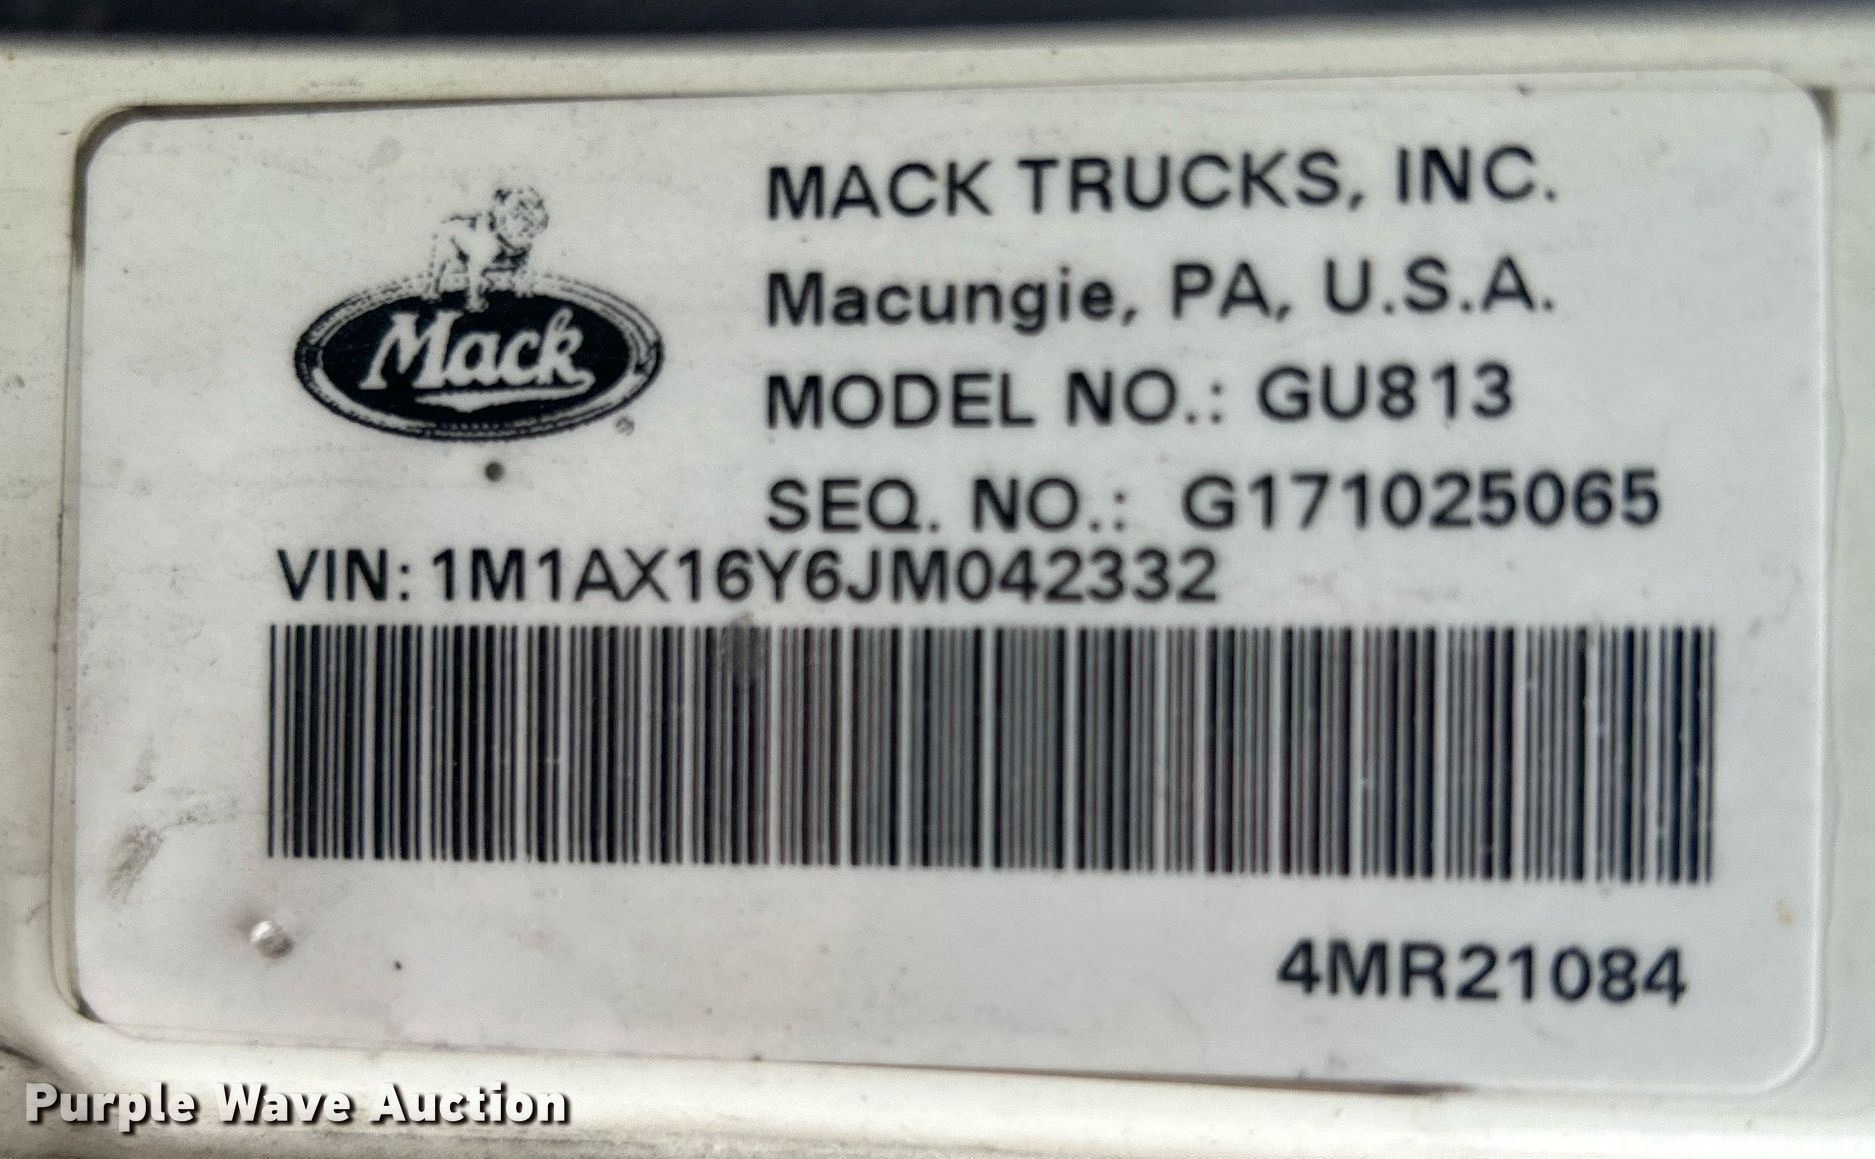 MACK TRUCKS, INC.
Macungie, PA, U.S.A.
Mack
®
MODEL NO.: GU813
SEQ. NO.: G171025065
VIN: 1M1AX16Y6JM042332
4MR21084
Purple Wave Auction